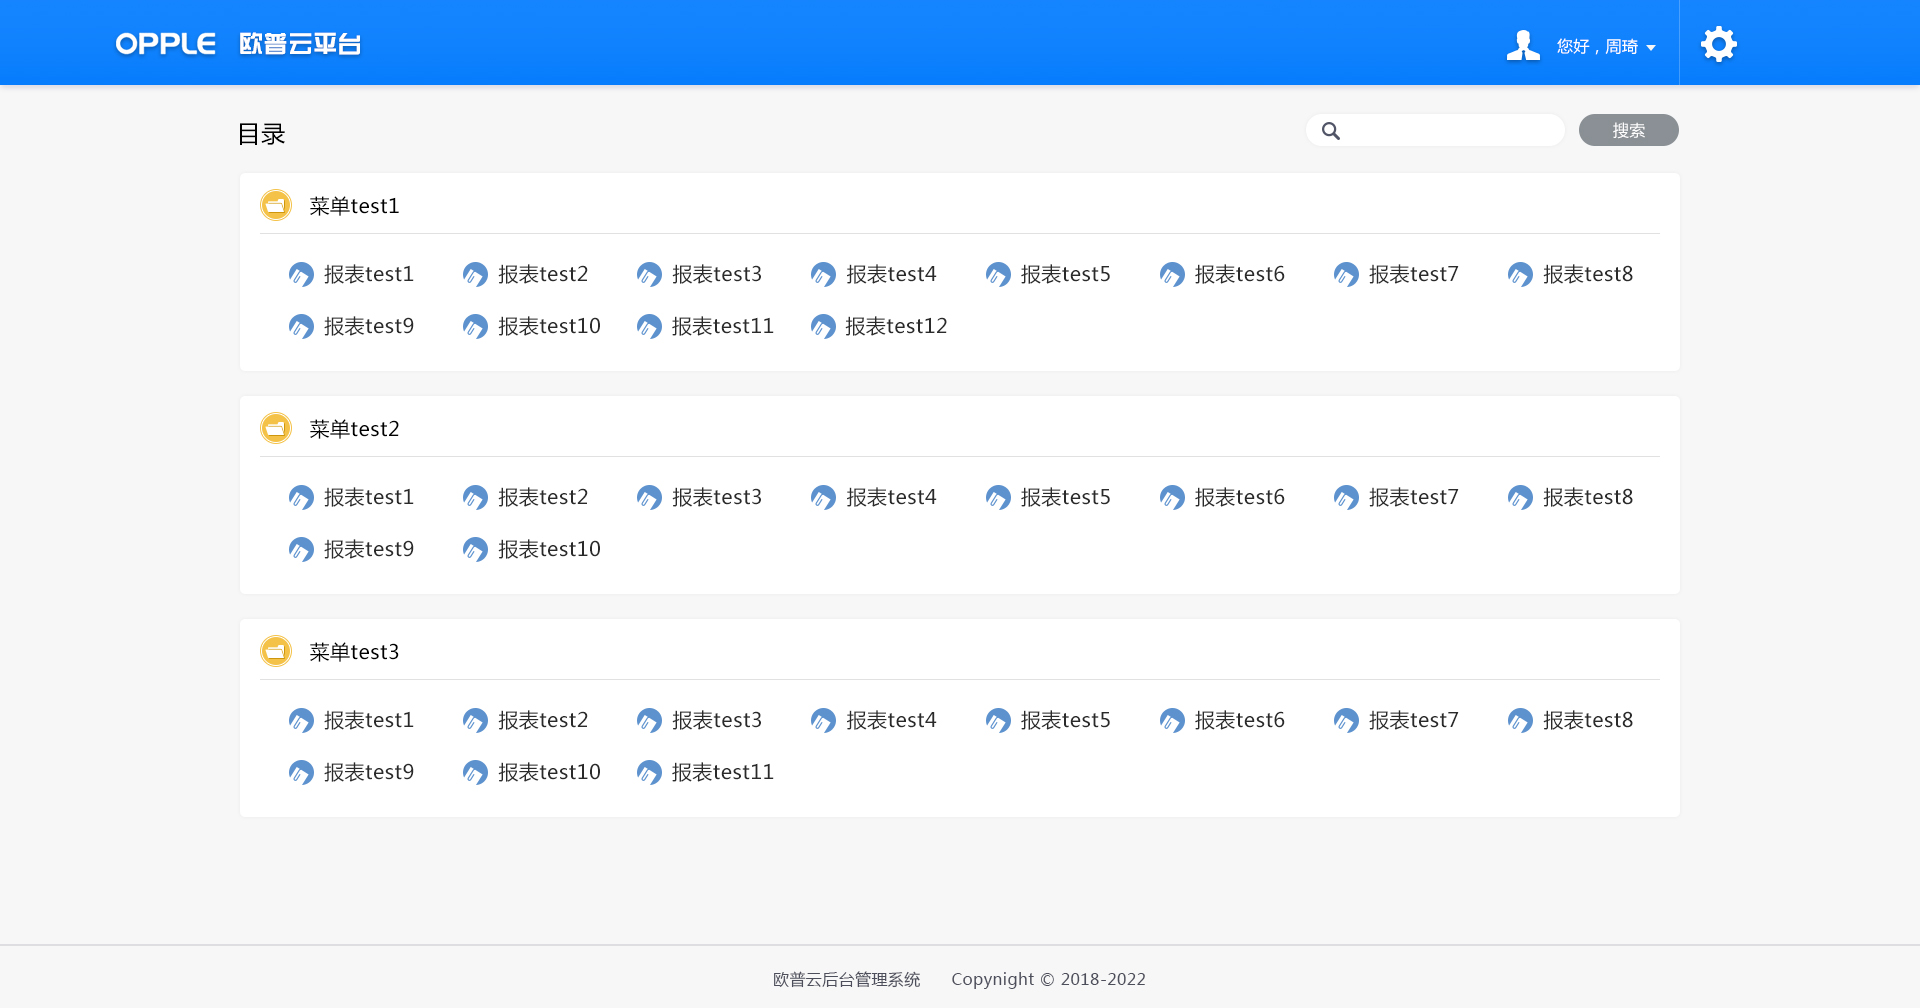 OPPLE 欧普云平台
您好，周琦
目录
搜索
菜单test1
报表test1 报表test2 报表test3 报表test4 报表test5 报表test6 报表test7 报表test8
报表test9 报表test10 报表test11 报表test12
菜单test2
报表test1 报表test2 报表test3 报表test4 报表test5 报表test6 报表test7 报表test8
报表test9 报表test10
菜单test3
报表test1 报表test2 报表test3 报表test4 报表test5 报表test6 报表test7 报表test8
报表test9 报表test10 报表test11
欧普云后台管理系统 Copynight © 2018-2022